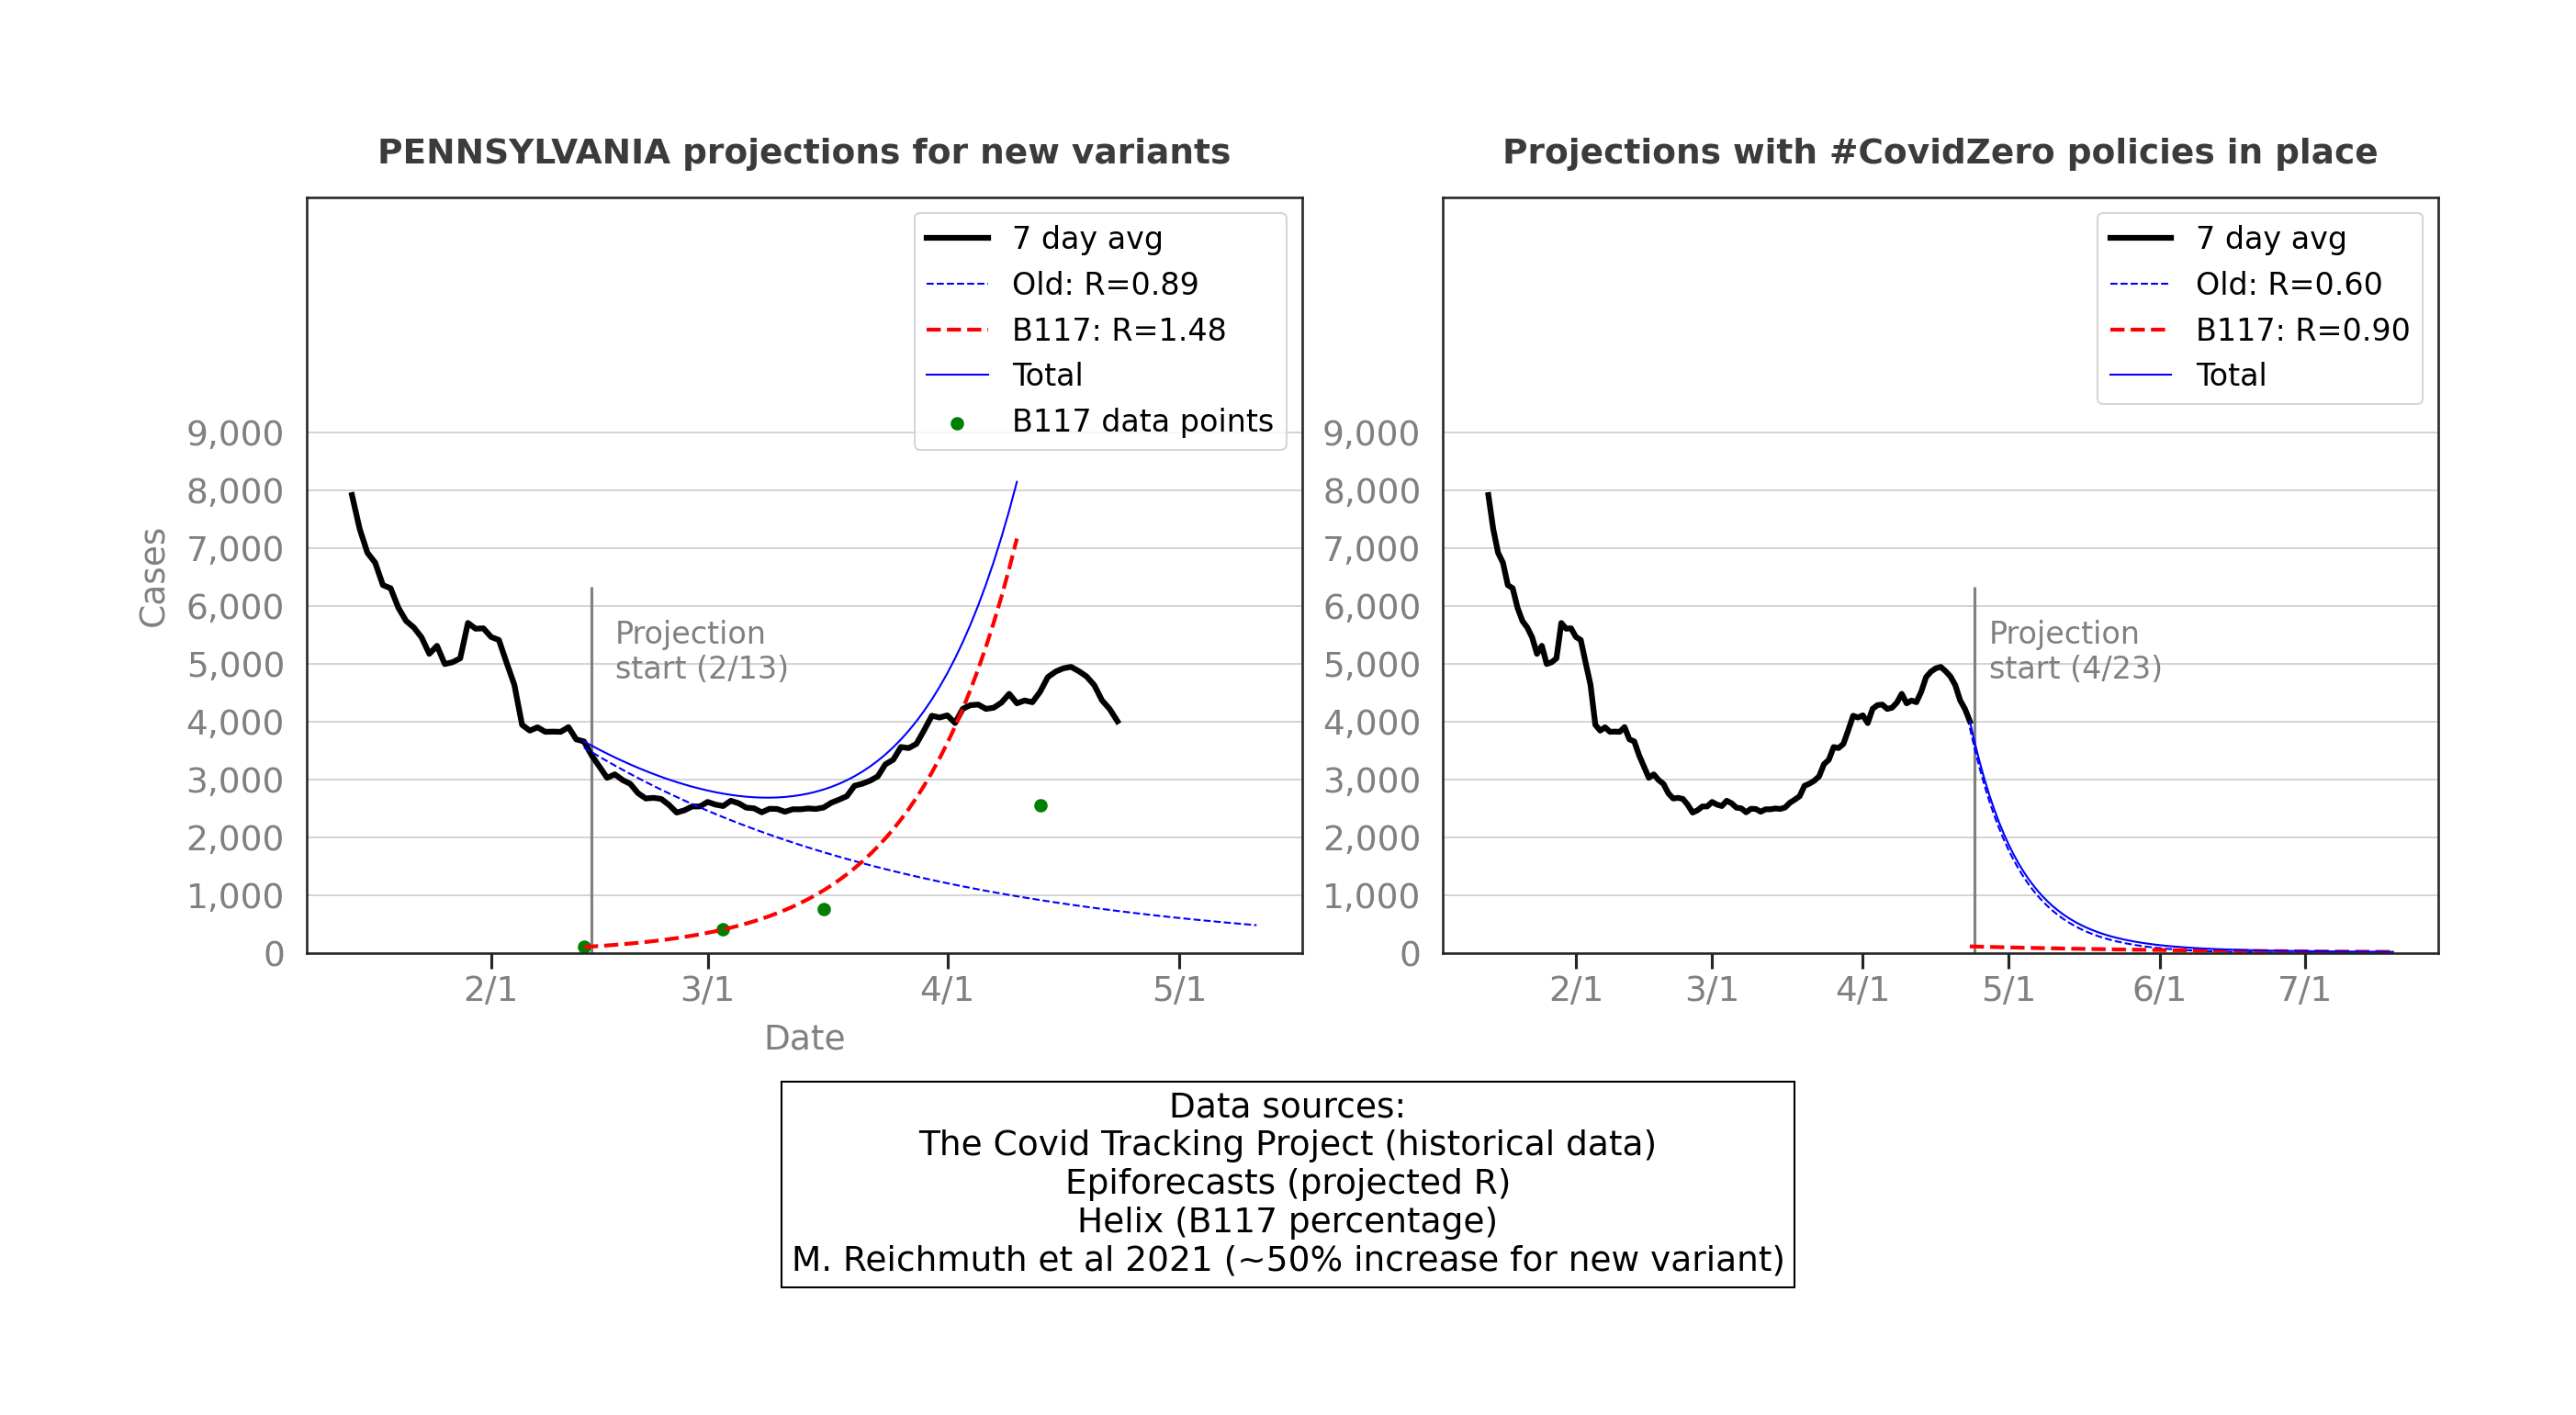 PENNSYLVANIA projections for new variants
7 day avg
Old: R=0.89
B117: R=1.48
Total
B117 data points
9,000
8,000
7,000
6,000
5,000
4,000
3,000
2,000
1,000
0
Cases
Projection
start (2/13)
2/1
3/1
4/1
5/1
Date
Projections with #CovidZero policies in place
7 day avg
Old: R=0.60
B117: R=0.90
Total
9,000
8,000
7,000
6,000
5,000
4,000
3,000
2,000
1,000
0
Projection
start (4/23)
2/1
3/1
4/1
5/1
6/1
7/1
Data sources:
The Covid Tracking Project (historical data)
Epiforecasts (projected R)
Helix (B117 percentage)
M. Reichmuth et al 2021 (~50% increase for new variant)